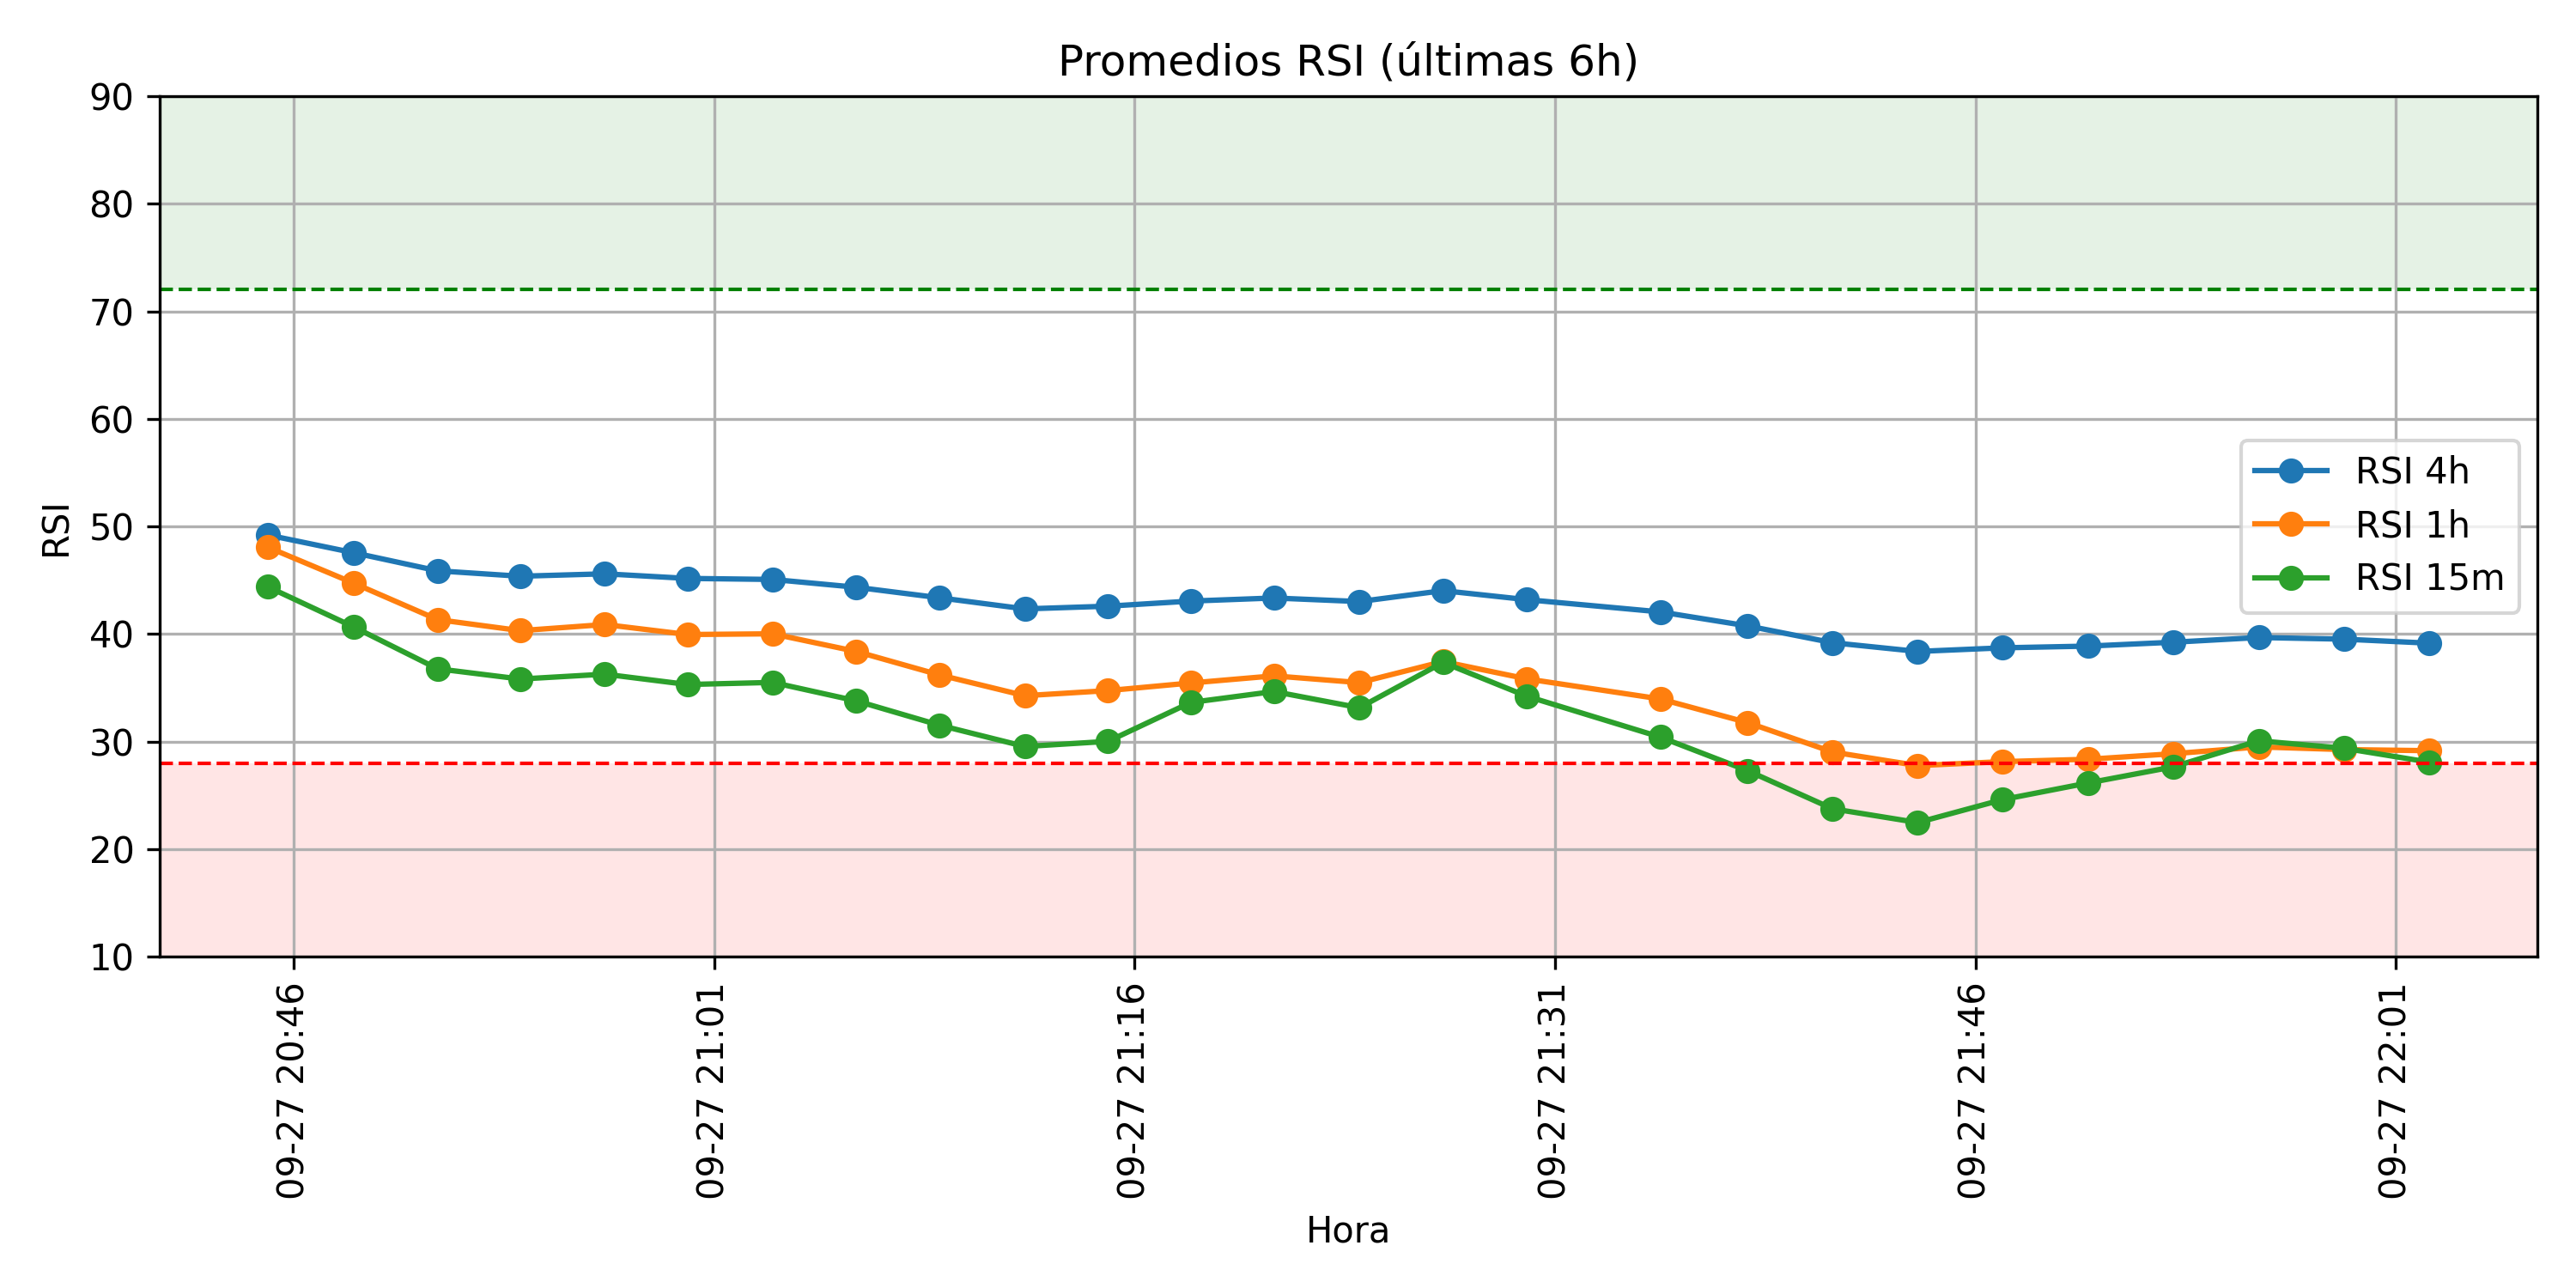 Promedios RSI (últimas 6h)
90
80
70
60
50
40
30
20
10
RSI
RSI 4h
RSI 1h
RSI 15m
09-27 20:46
09-27 21:01
09-27 21:16
09-27 21:31
09-27 21:46
09-27 22:01
Hora